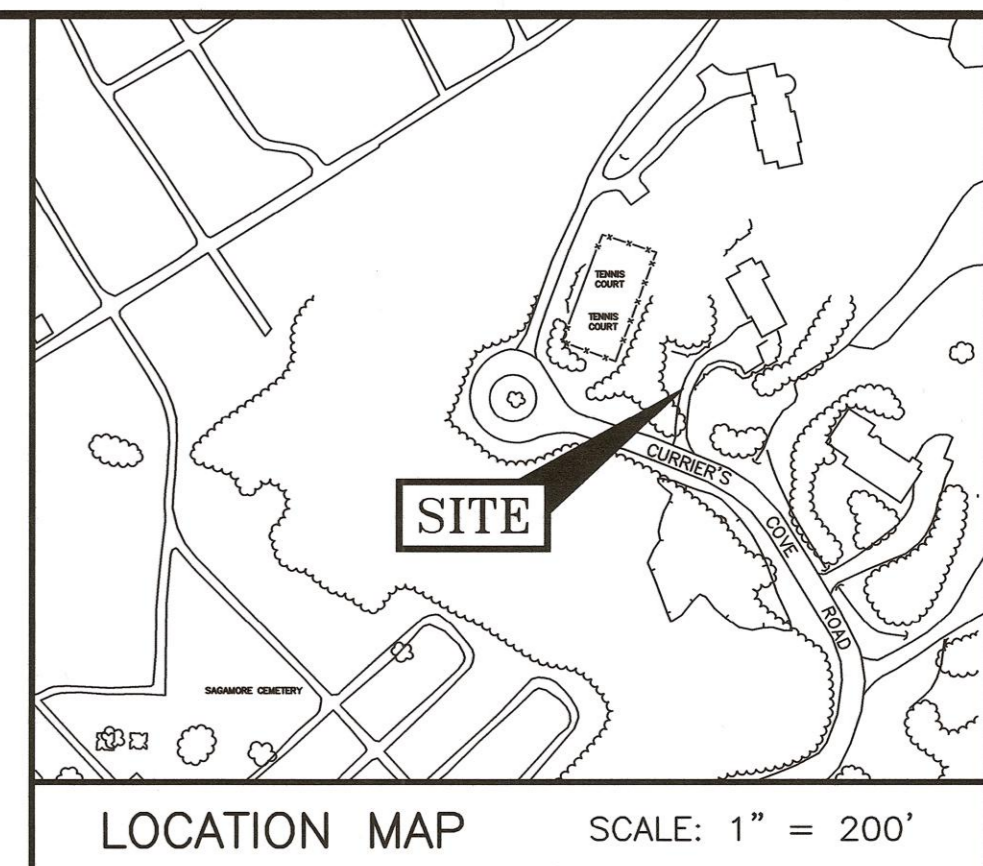 TENNIS
COURT
TENNIS
COURT
CURRIER'S
COVE
ROAD
SITE
SAGAMORE CEMETERY
LOCATION MAP
SCALE: 1" = 200'